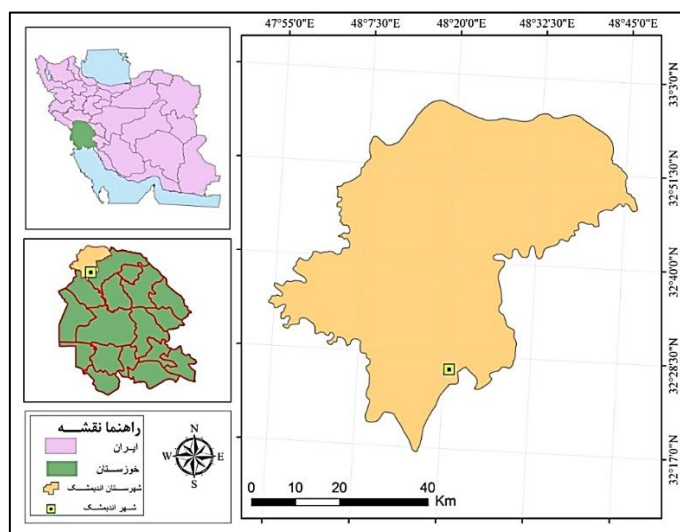 47°55'0"E 48°7'30"E 48°20'0"E 48°32'30"E 48°45'0"E
33°3'0"N
32°51'30"N
32°40'0"N
32°28'30"N
32°17'0"N
راهنما نقشـــه
ایـران
خوزستان
شهرستان اندیمشک
شهر اندیمشک
N
W E
S
0 10 20 40
Km